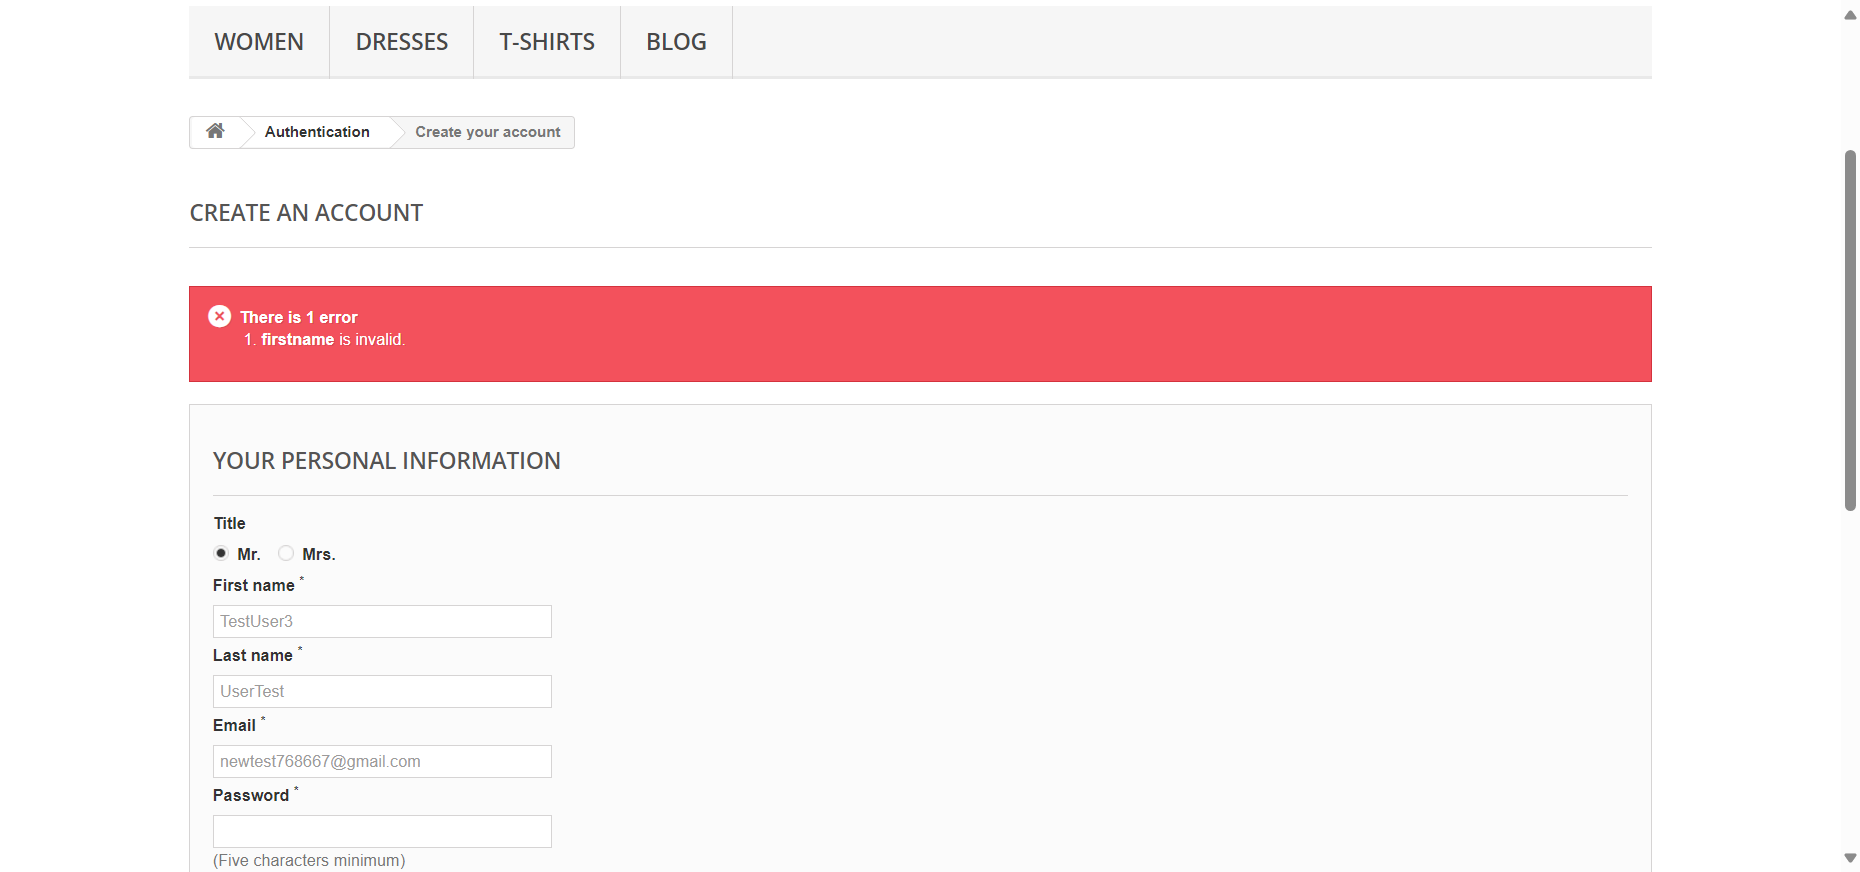 WOMEN DRESSES T-SHIRTS BLOG
Authentication Create your account
CREATE AN ACCOUNT
There is 1 error
1. firstname is invalid.
YOUR PERSONAL INFORMATION
Title
Mr. Mrs.
First name *
TestUser3
Last name *
UserTest
Email *
newtest768667@gmail.com
Password *
(Five characters minimum)